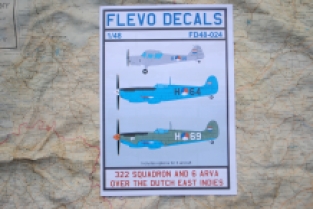 FLEVO DECALS
1/48
FD48-024
H 64
H 69
322 SQUADRON AND 6 ARVA
OVER THE DUTCH EAST INDIES